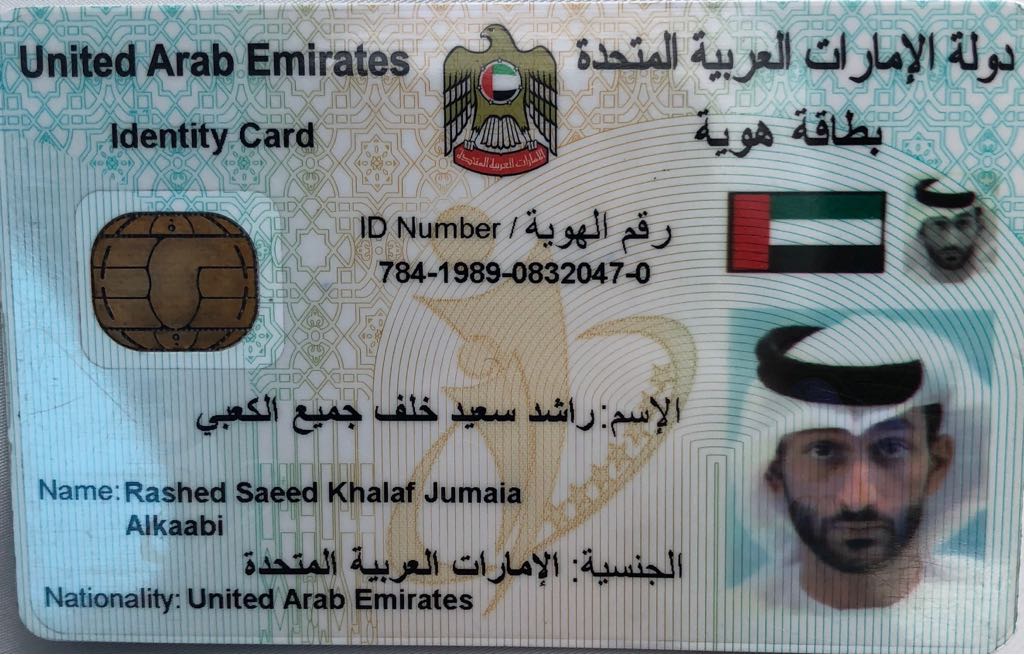 United Arab Emirates
دولة الإمارات العربية المتحدة
Identity Card
بطاقة هوية
الإمارات العربية المتحدة
ID Number / رقم الهوية
784-1989-0832047-0
الإسم: راشد سعيد خلف جميع الكعبي
Name: Rashed Saeed Khalaf Jumaia
Alkaabi
الجنسية: الإمارات العربية المتحدة
Nationality: United Arab Emirates